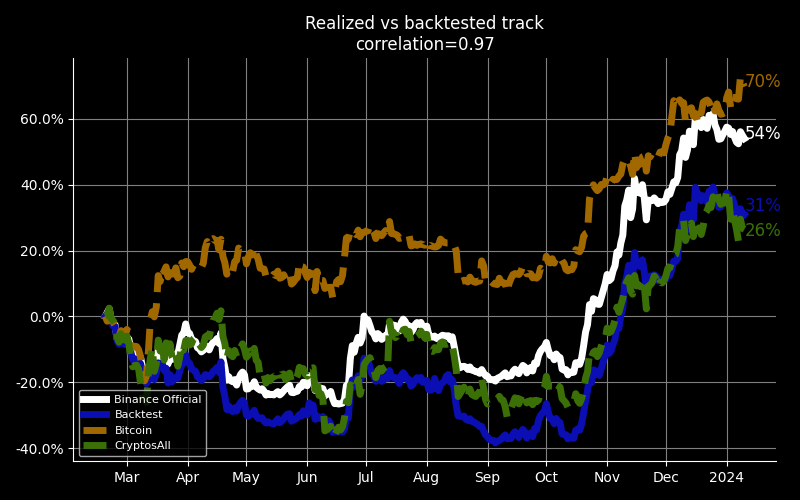 Realized vs backtested track
correlation=0.97
60.0%
40.0%
20.0%
0.0%
-20.0%
-40.0%
70%
54%
31%
26%
Binance Official
Backtest
Bitcoin
CryptosAll
Mar Apr May Jun Jul Aug Sep Oct Nov Dec 2024